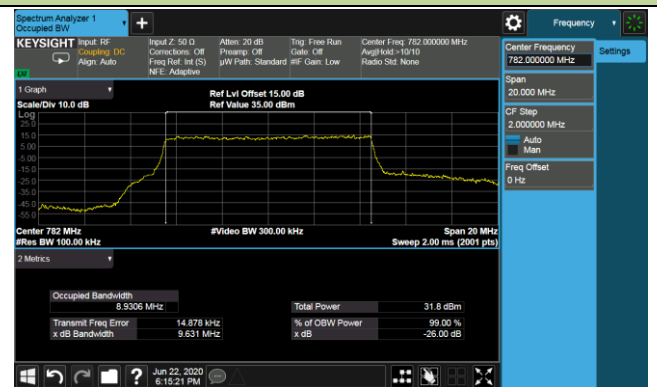 Spectrum Analyzer 1
Occupied BW
Frequency
KEYSIGHT
Input: RF
Coupling: DC
Align: Auto
Input Z: 50 Ω
Corrections: Off
Freq Ref: Int (S)
NFE: Adaptive
Atten: 20 dB
Preamp: Off
µW Path: Standard
Trig: Free Run
Gate: Off
#IF Gain: Low
Center Freq: 782.000000 MHz
Avg|Hold:>10/10
Radio Std: None
Center Frequency
782.000000 MHz
Settings
Span
20.000 MHz
CF Step
2.000000 MHz
Auto
Man
Freq Offset
0 Hz
1 Graph
Scale/Div 10.0 dB
Ref Lvl Offset 15.00 dB
Ref Value 35.00 dBm
Log
25.0
15.0
5.00
-5.00
-15.0
-25.0
-35.0
-45.0
-55.0
Center 782 MHz
#Res BW 100.00 kHz
#Video BW 300.00 kHz
Span 20 MHz
Sweep 2.00 ms (2001 pts)
2 Metrics
Occupied Bandwidth
8.9306 MHz
Total Power
31.8 dBm
Transmit Freq Error
14.878 kHz
% of OBW Power
99.00 %
x dB Bandwidth
9.631 MHz
x dB
-26.00 dB
?
Jun 22, 2020
6:15:21 PM